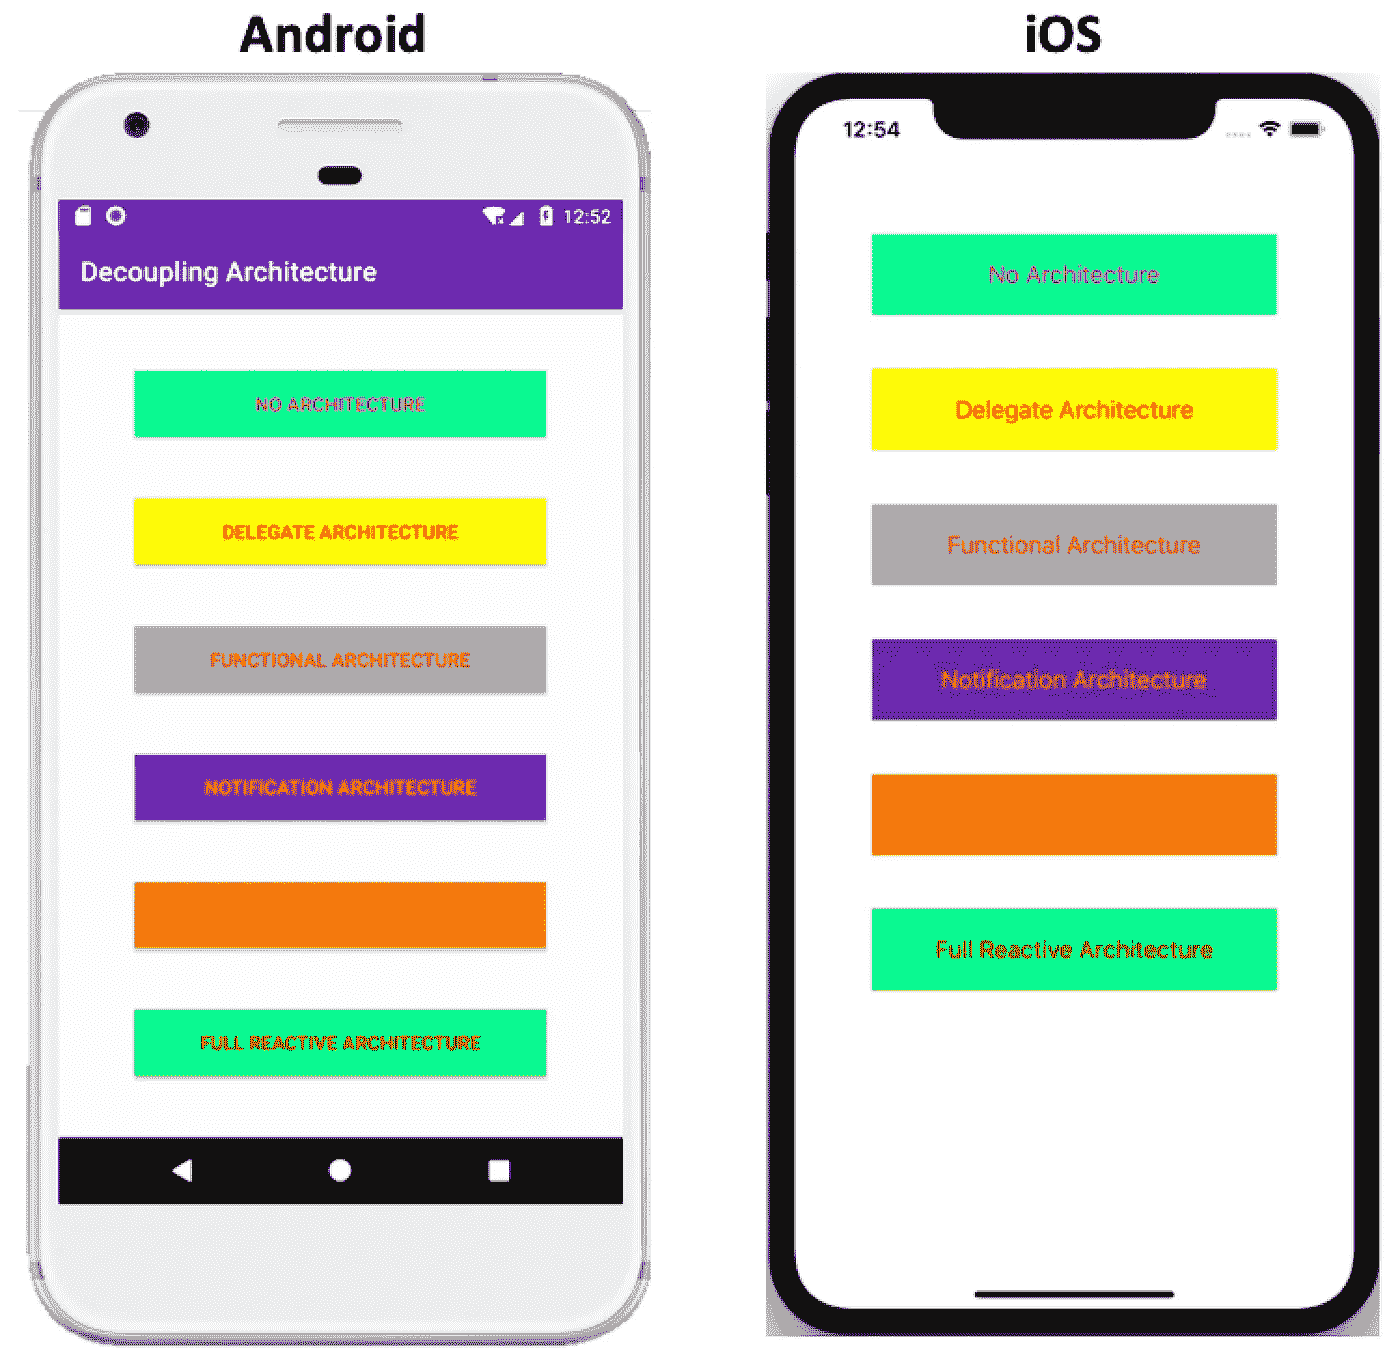 Android
12:52
Decoupling Architecture
NO ARCHITECTURE
DELEGATE ARCHITECTURE
FUNCTIONAL ARCHITECTURE
NOTIFICATION ARCHITECTURE
FULL REACTIVE ARCHITECTURE
iOS
12:54
No Architecture
Delegate Architecture
Functional Architecture
Notification Architecture
Full Reactive Architecture